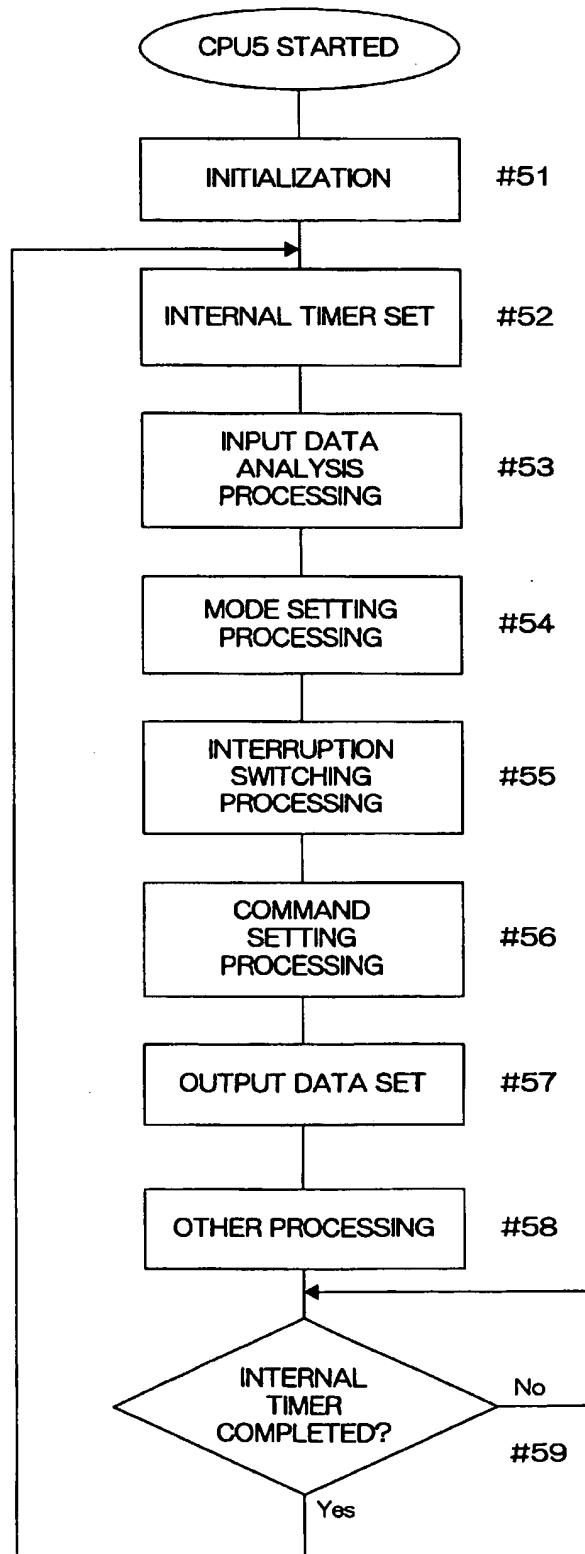 CPU5 STARTED
INITIALIZATION #51
INTERNAL TIMER SET #52
INPUT DATA
ANALYSIS
PROCESSING
#53
MODE SETTING
PROCESSING
#54
INTERRUPTION
SWITCHING
PROCESSING
#55
COMMAND
SETTING
PROCESSING
#56
OUTPUT DATA SET #57
OTHER PROCESSING #58
INTERNAL
TIMER
COMPLETED?
No
#59
Yes